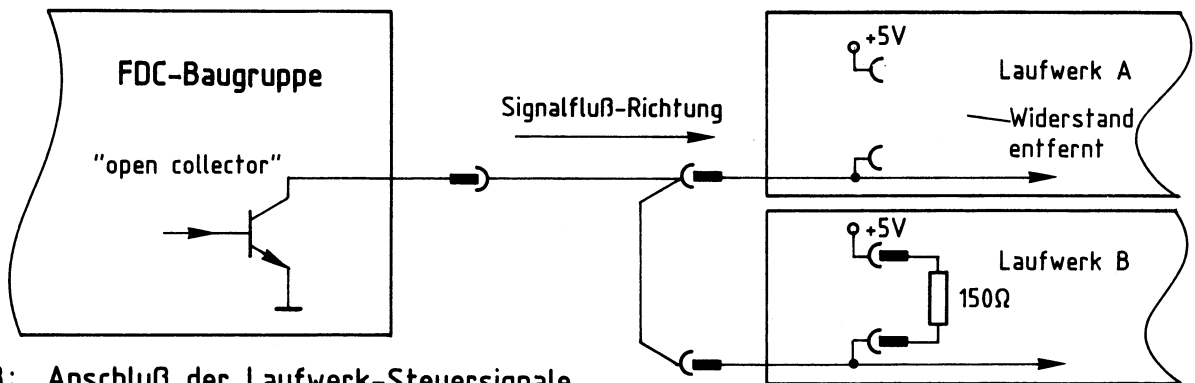 FDC-Baugruppe
"open collector"
Signalfluß-Richtung
+5V
Laufwerk A
Widerstand
entfernt
+5V
Laufwerk B
150Ω
: Anschluß der Laufwerk-Steuersignale